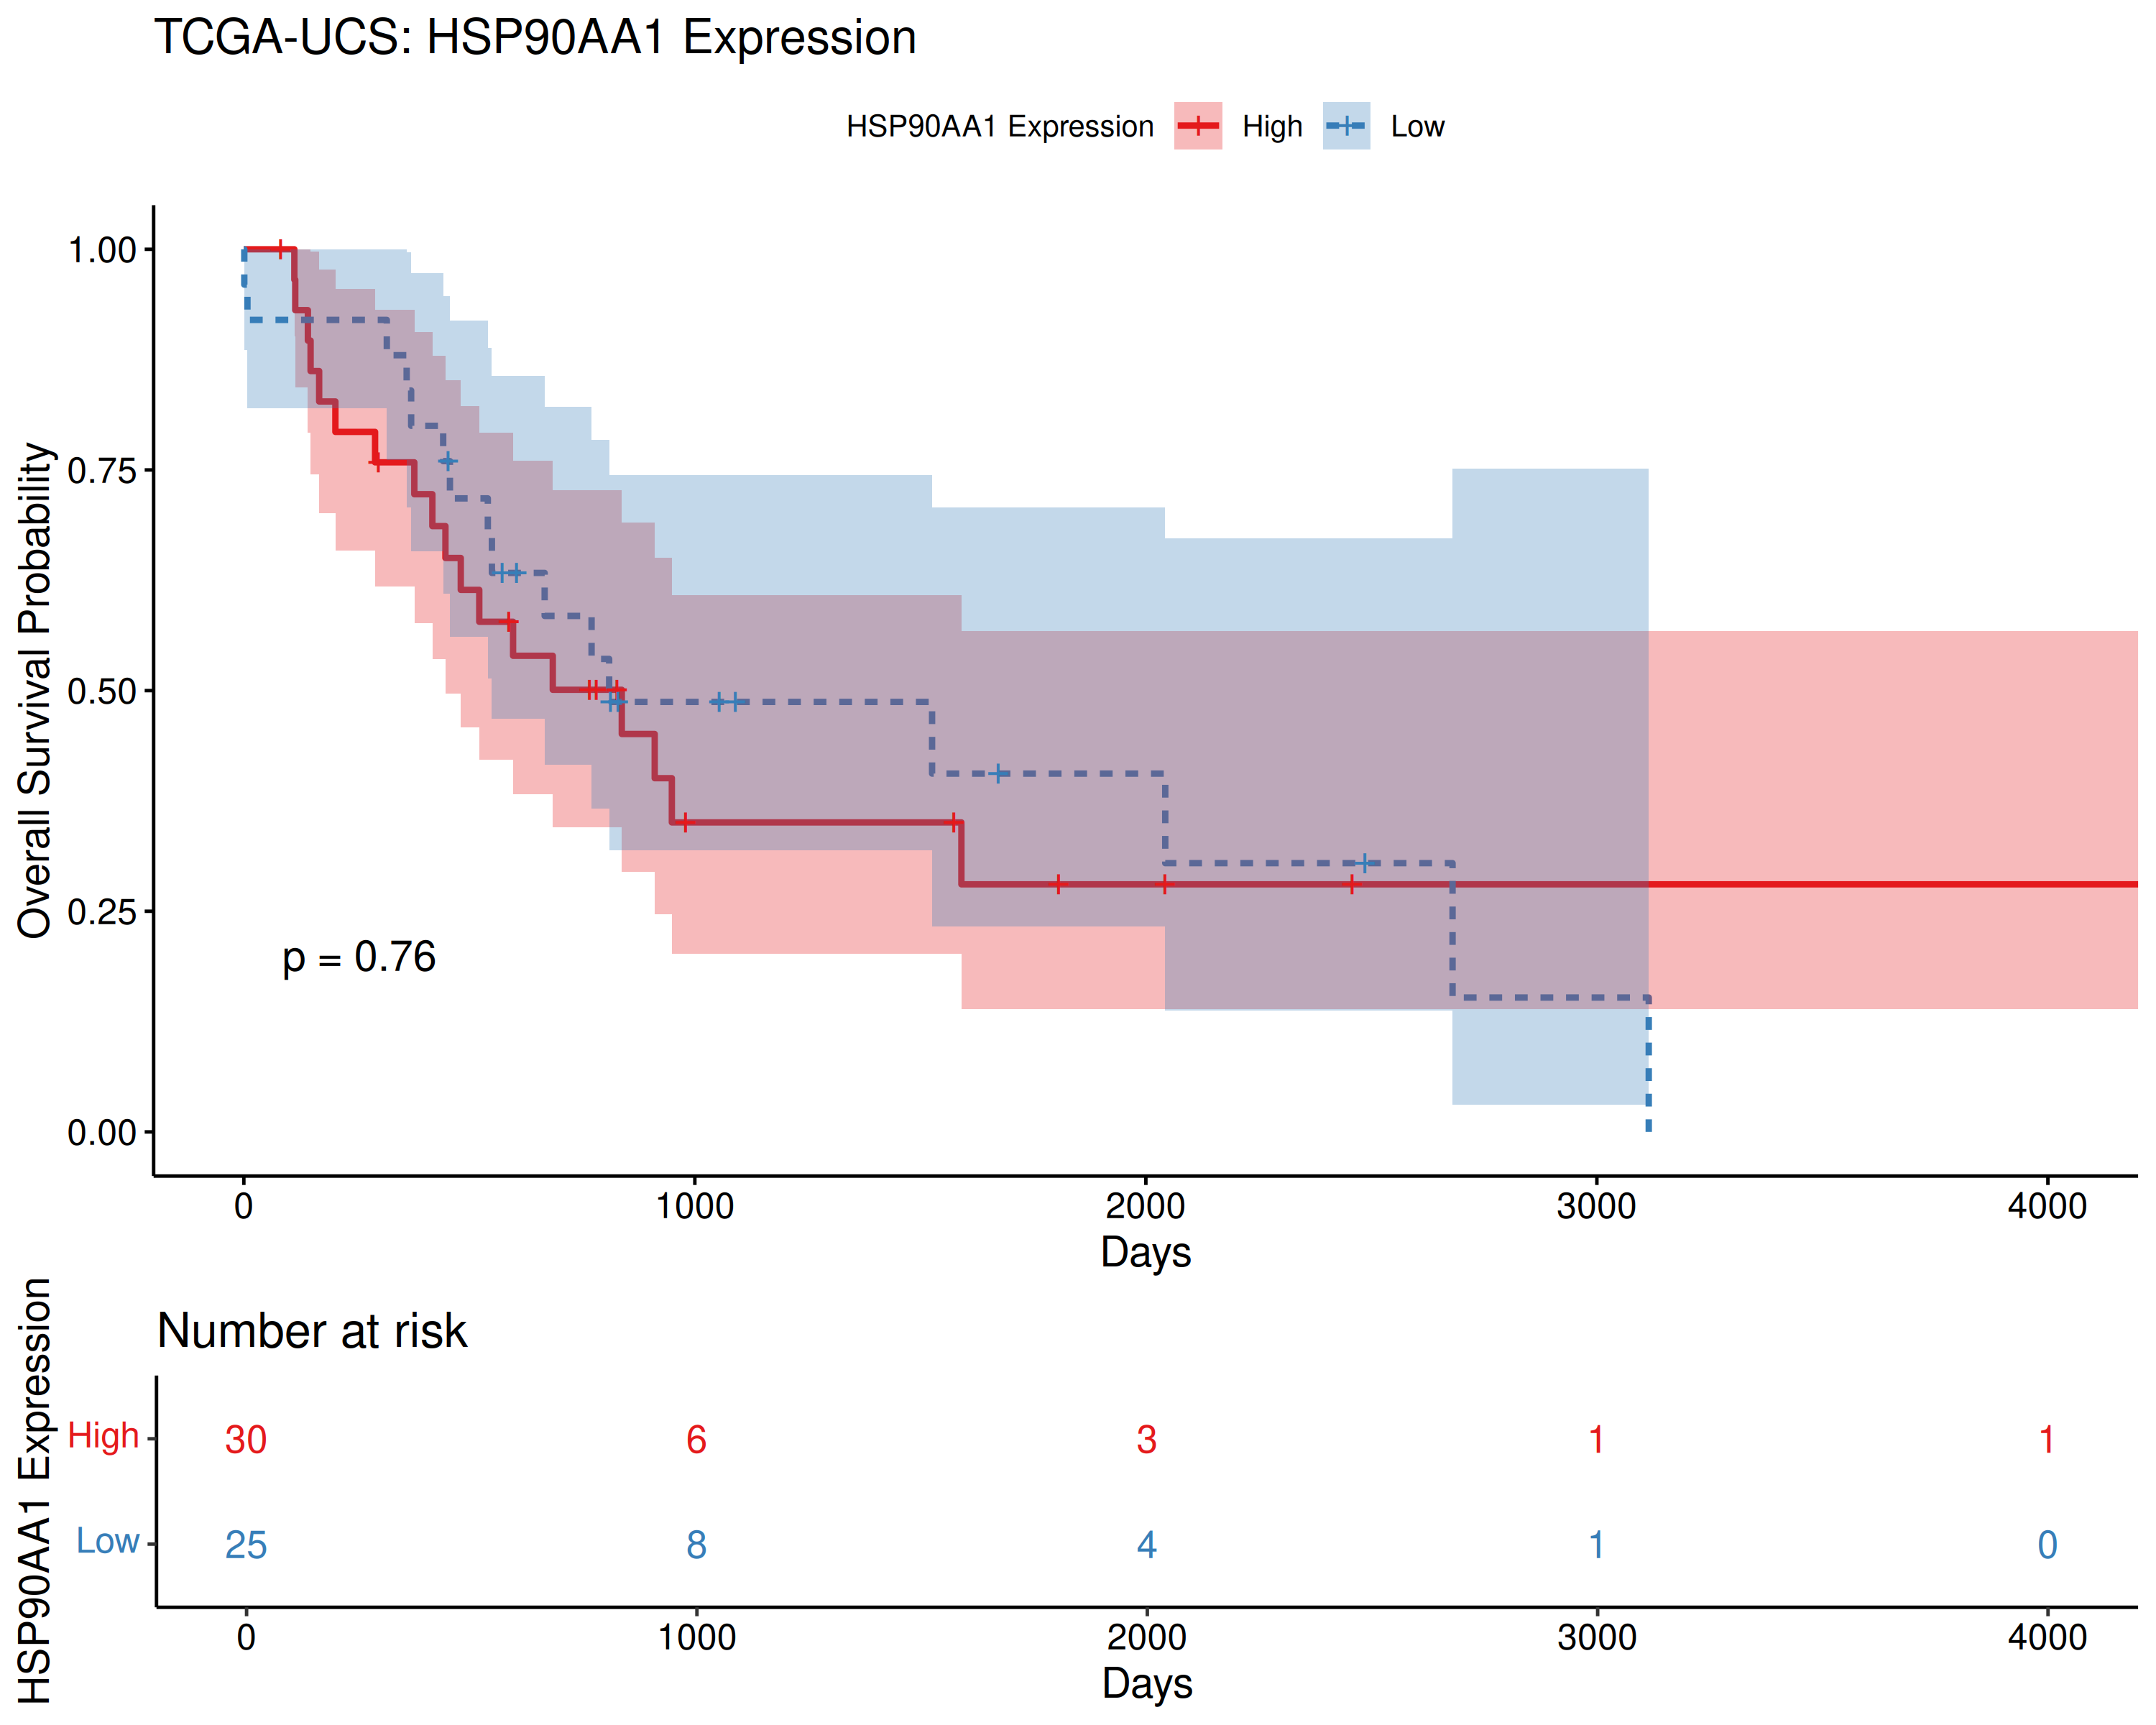 TCGA-UCS: HSP90AA1 Expression
HSP90AA1 Expression High Low
Overall Survival Probability
1.00
0.75
0.50
0.25
0.00
p = 0.76
0 1000 2000 3000 4000
Days
Number at risk
HSP90AA1 Expression
High 30 6 3 1 1
Low 25 8 4 1 0
0 1000 2000 3000 4000
Days